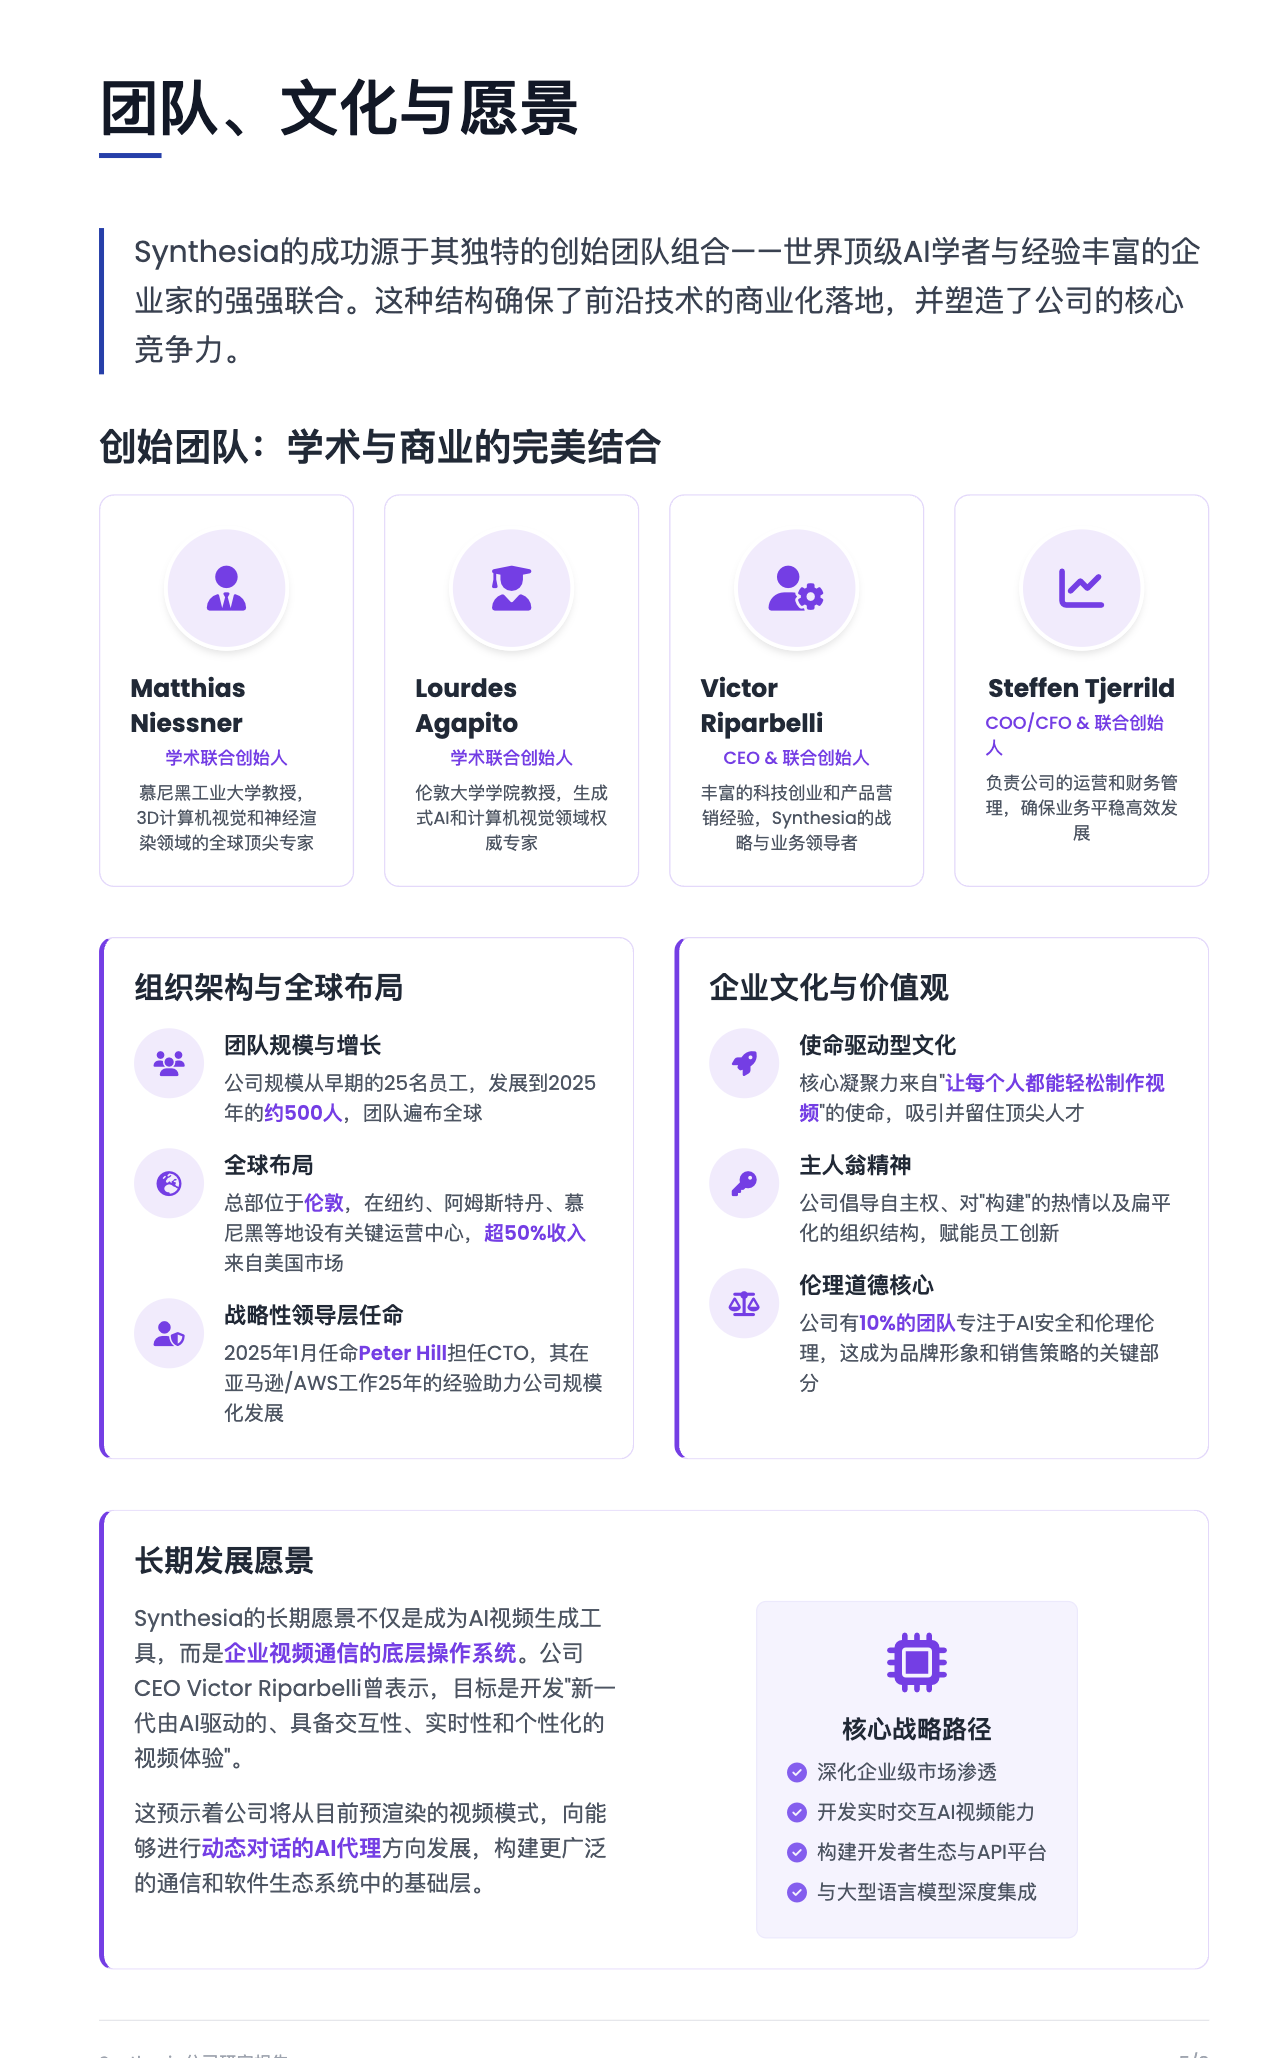 团队、文化与愿景
Synthesia的成功源于其独特的创始团队组合——世界顶级AI学者与经验丰富的企
业家的强强联合。这种结构确保了前沿技术的商业化落地，并塑造了公司的核心
竞争力。
创始团队：学术与商业的完美结合
Matthias
Niessner
学术联合创始人
慕尼黑工业大学教授，
3D计算机视觉和神经渲
染领域的全球顶尖专家
Lourdes
Agapito
学术联合创始人
伦敦大学学院教授，生成
式AI和计算机视觉领域权
威专家
Victor
Riparbelli
CEO & 联合创始人
丰富的科技创业和产品营
销经验，Synthesia的战
略与业务领导者
Steffen Tjerrild
COO/CFO & 联合创始
人
负责公司的运营和财务管
理，确保业务平稳高效发
展
组织架构与全球布局
团队规模与增长
公司规模从早期的25名员工，发展到2025
年的约500人，团队遍布全球
全球布局
总部位于伦敦，在纽约、阿姆斯特丹、慕
尼黑等地设有关键运营中心，超50%收入
来自美国市场
战略性领导层任命
2025年1月任命Peter Hill担任CTO，其在
亚马逊/AWS工作25年的经验助力公司规模
化发展
企业文化与价值观
使命驱动型文化
核心凝聚力来自"让每个人都能轻松制作视
频"的使命，吸引并留住顶尖人才
主人翁精神
公司倡导自主权、对"构建"的热情以及扁平
化的组织结构，赋能员工创新
伦理道德核心
公司有10%的团队专注于AI安全和伦理伦
理，这成为品牌形象和销售策略的关键部
分
长期发展愿景
Synthesia的长期愿景不仅是成为AI视频生成工
具，而是企业视频通信的底层操作系统。公司
CEO Victor Riparbelli曾表示，目标是开发"新一
代由AI驱动的、具备交互性、实时性和个性化的
视频体验"。
这预示着公司将从目前预渲染的视频模式，向能
够进行动态对话的AI代理方向发展，构建更广泛
的通信和软件生态系统中的基础层。
核心战略路径
深化企业级市场渗透
开发实时交互AI视频能力
构建开发者生态与API平台
与大型语言模型深度集成